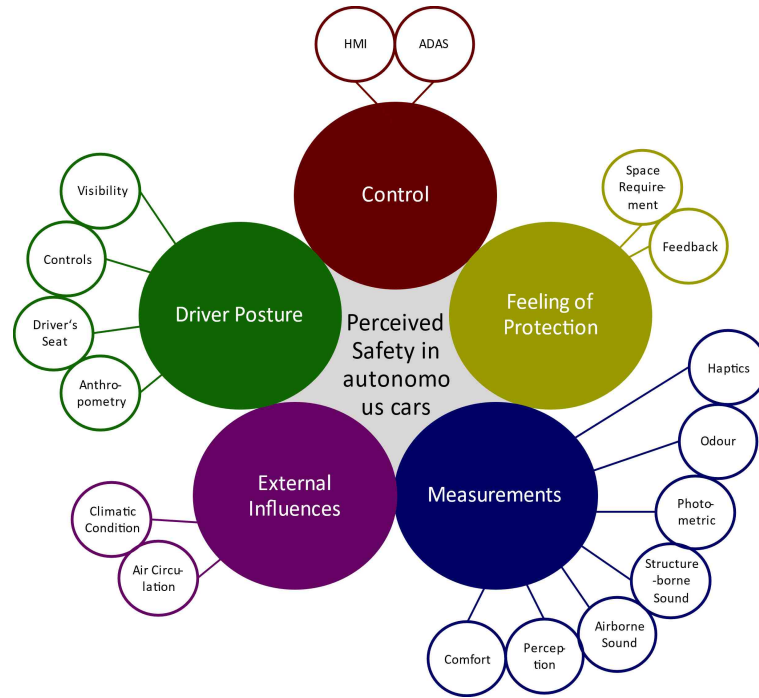 HMI
ADAS
Control
Space
Require-
ment
Feedback
Feeling of
Protection
Visibility
Controls
Driver's
Seat
Anthro-
pometry
Driver Posture
Perceived
Safety in
autonomo
us cars
Haptics
Odour
Photo-
metric
Structure
-borne
Sound
Airborne
Sound
Percep-
tion
Comfort
Measurements
External
Influences
Climatic
Condition
Air Circu-
lation